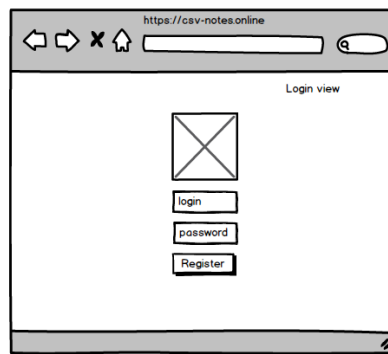 https://csv-notes.online
Login view
login
password
Register